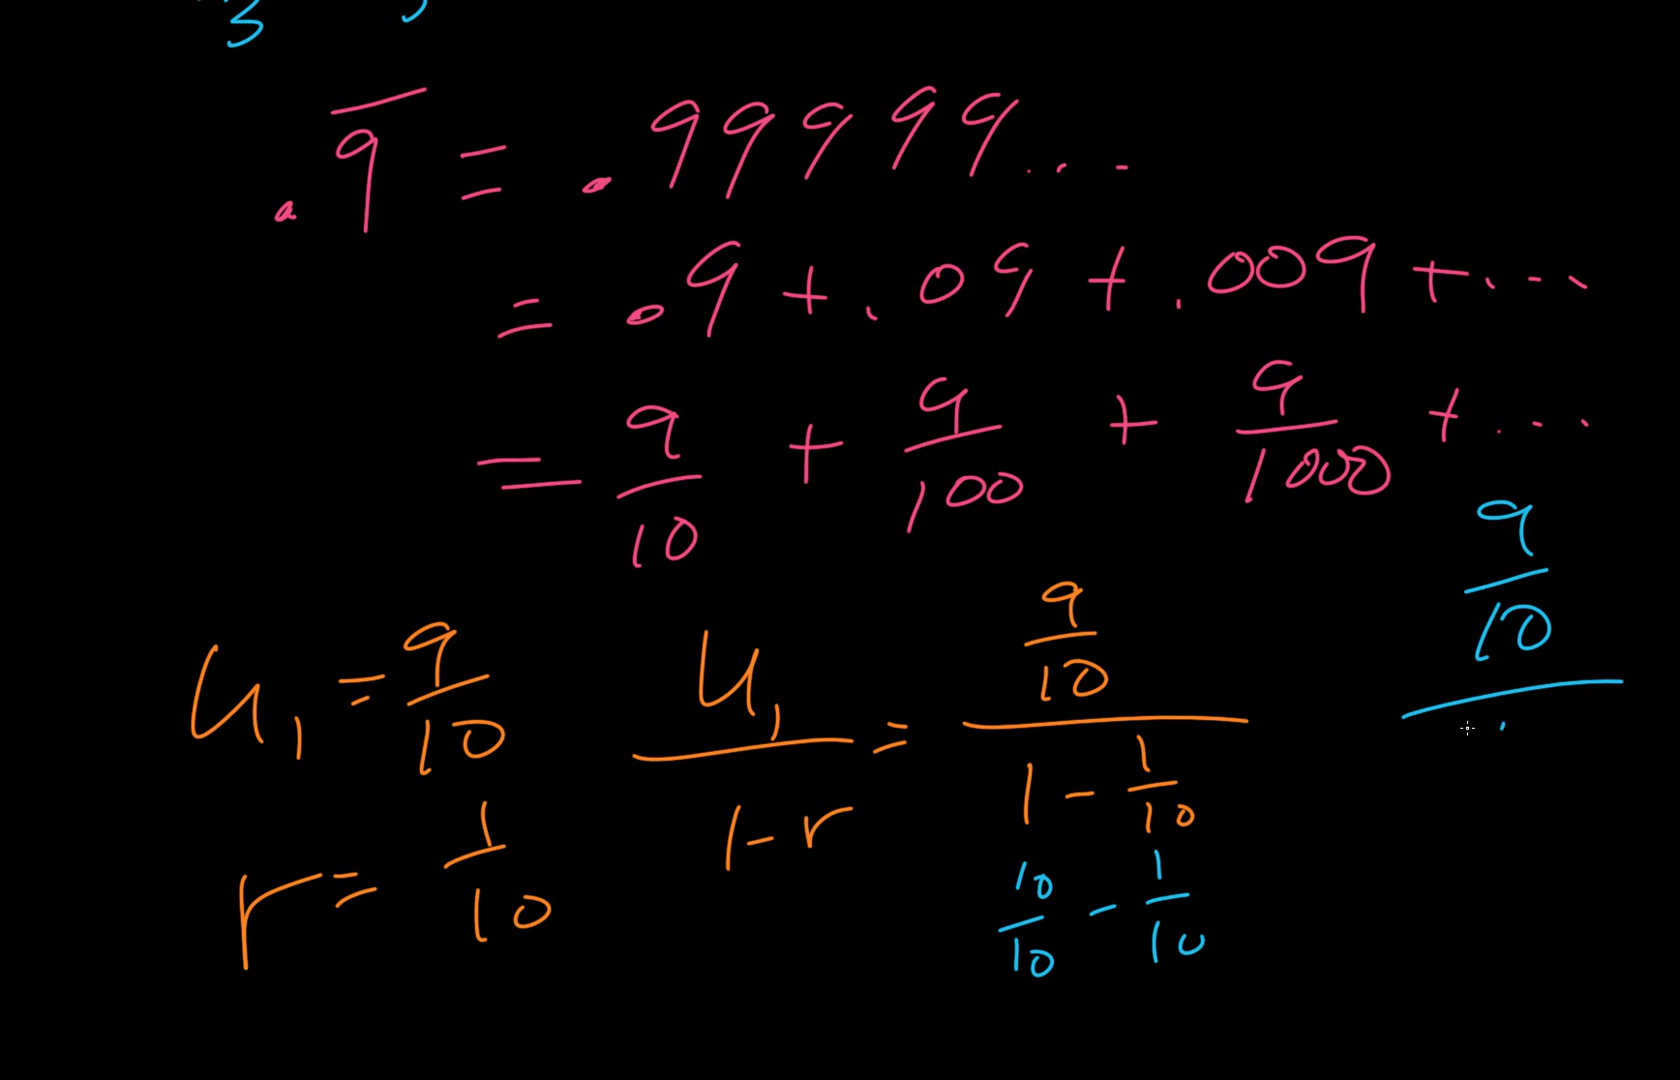 3
.9̅ = .99999...
= .9 + .09 + .009 + ...
= 9/10 + 9/100 + 9/1000 + ...
u₁ = 9/10
r = 1/10
u₁/(1-r) = (9/10)/(1 - 1/10)
10/10 - 1/10
9/10